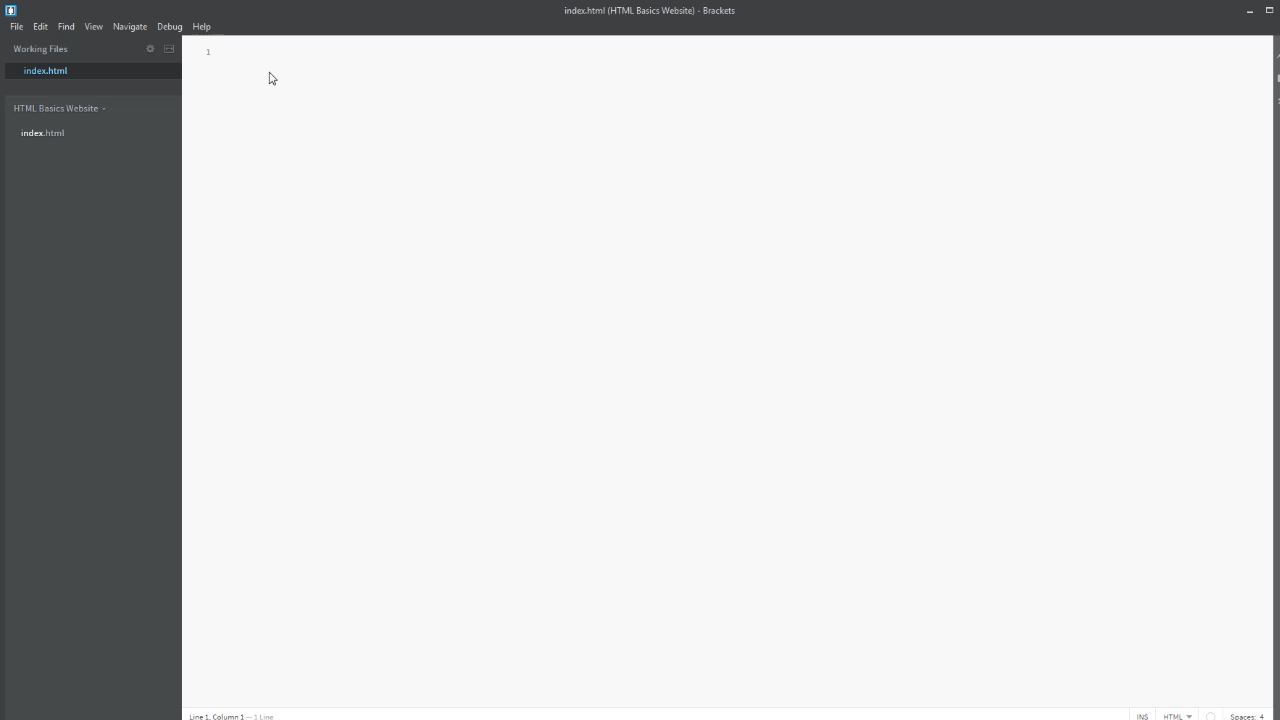 index.html (HTML Basics Website) - Brackets
File Edit Find View Navigate Debug Help
Working Files
index.html
HTML Basics Website
index.html
1
Line 1, Column 1 — 1 Line
INS HTML Spaces: 4